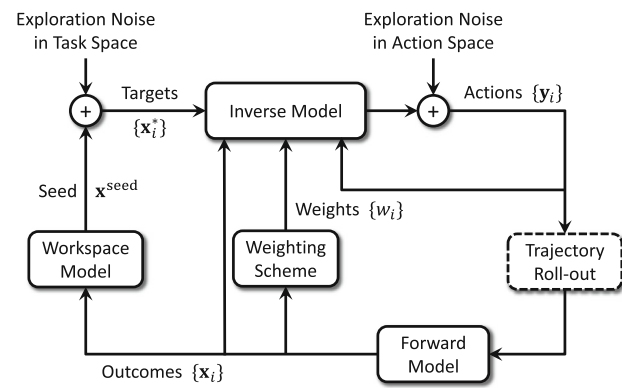 Exploration Noise
in Task Space
Exploration Noise
in Action Space
Targets
{x*i}
+
Inverse Model
+
Actions {yi}
Seed xseed
Weights {wi}
Workspace
Model
Weighting
Scheme
Trajectory
Roll-out
Forward
Model
Outcomes {xi}